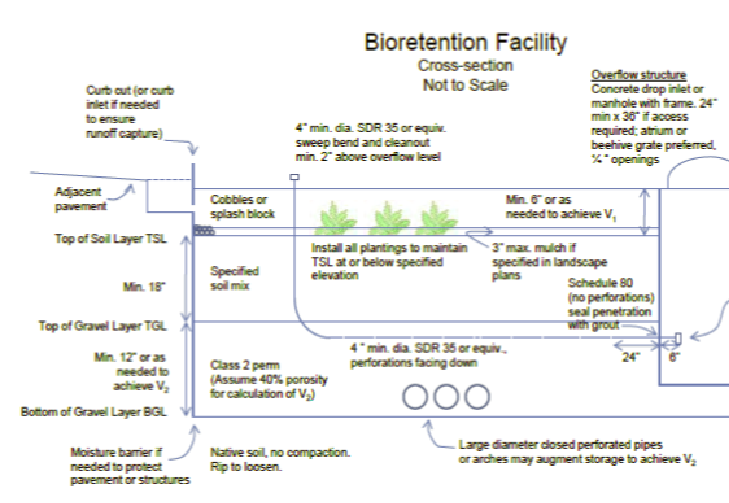 Bioretention Facility
Cross-section
Not to Scale
Curb cut (or curb
inlet if needed
to ensure
runoff capture)
4" min. dia. SDR 35 or equiv.
sweep bend and cleanout
min. 2" above overflow level
Overflow structure
Concrete drop inlet or
manhole with frame. 24"
min x 36" if access
required; atrium or
beehive grate preferred,
¼ " openings
Adjacent
pavement
Cobbles or
splash block
Min. 6" or as
needed to achieve V₁
Top of Soil Layer TSL
Install all plantings to maintain
TSL at or below specified
elevation
3" max. mulch if
specified in landscape
plans
Min. 18"
Specified
soil mix
Schedule 80
(no perforations)
seal penetration
with grout
Top of Gravel Layer TGL
Min. 12" or as
needed to
achieve V₂
Class 2 perm
(Assume 40% porosity
for calculation of V₂)
4 " min. dia. SDR 35 or equiv.,
perforations facing down
24"
6"
Bottom of Gravel Layer BGL
Moisture barrier if
needed to protect
pavement or structures
Native soil, no compaction.
Rip to loosen.
Large diameter closed perforated pipes
or arches may augment storage to achieve V₂